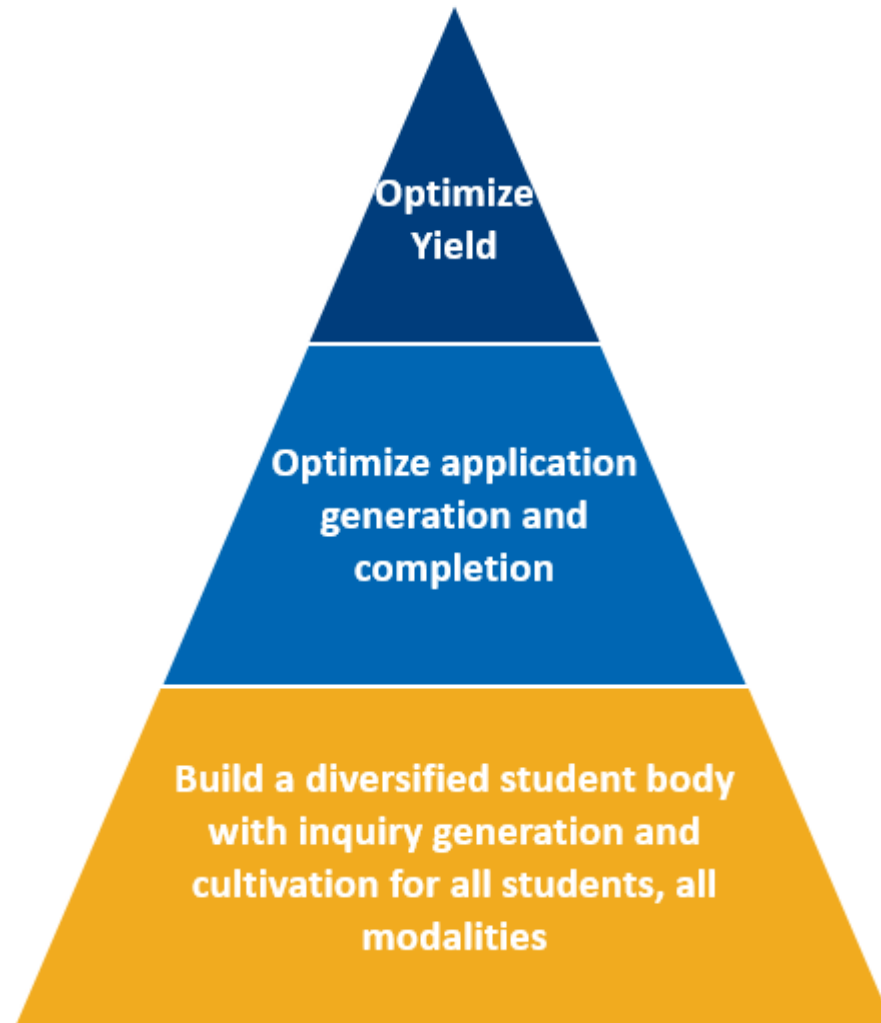 Optimize
Yield
Optimize application
generation and
completion
Build a diversified student body
with inquiry generation and
cultivation for all students, all
modalities